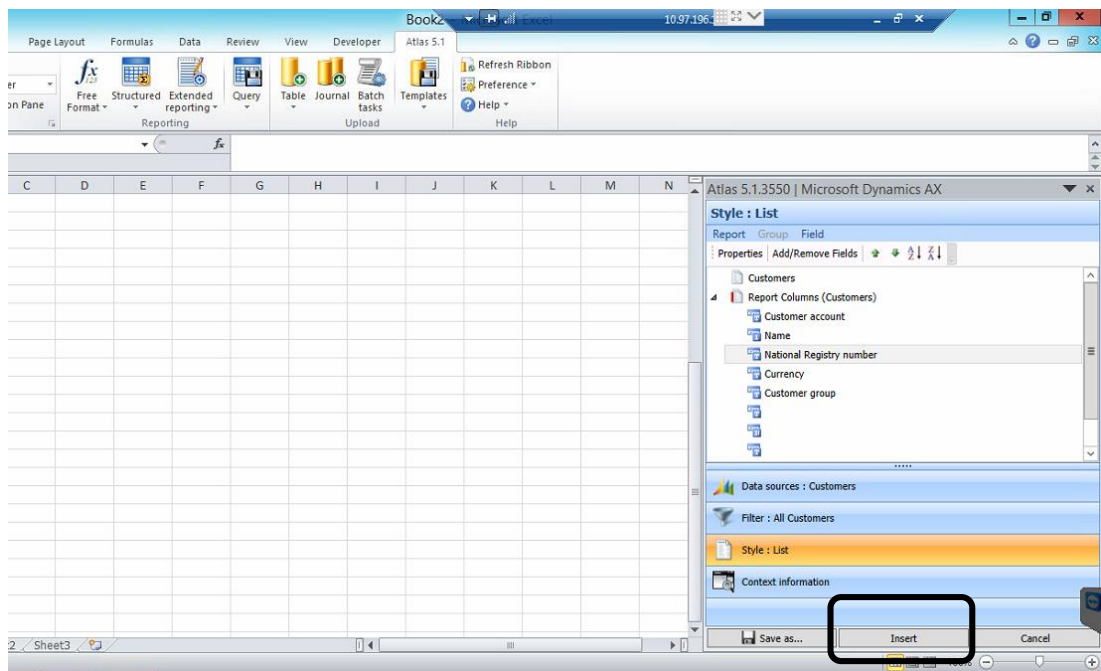 Book2 - Microsoft Excel
10.97.196.
Page Layout Formulas Data Review View Developer Atlas 5.1
er
on Pane
Free Format
Structured
Extended reporting
Query
Reporting
Table
Journal
Batch tasks
Upload
Templates
Refresh Ribbon
Preference
Help
Help
fx
C D E F G H I J K L M N
Atlas 5.1.3550 | Microsoft Dynamics AX
Style : List
Report Group Field
Properties Add/Remove Fields
Customers
Report Columns (Customers)
Customer account
Name
National Registry number
Currency
Customer group
Data sources : Customers
Filter : All Customers
Style : List
Context information
Save as... Insert Cancel
2 Sheet3
100%